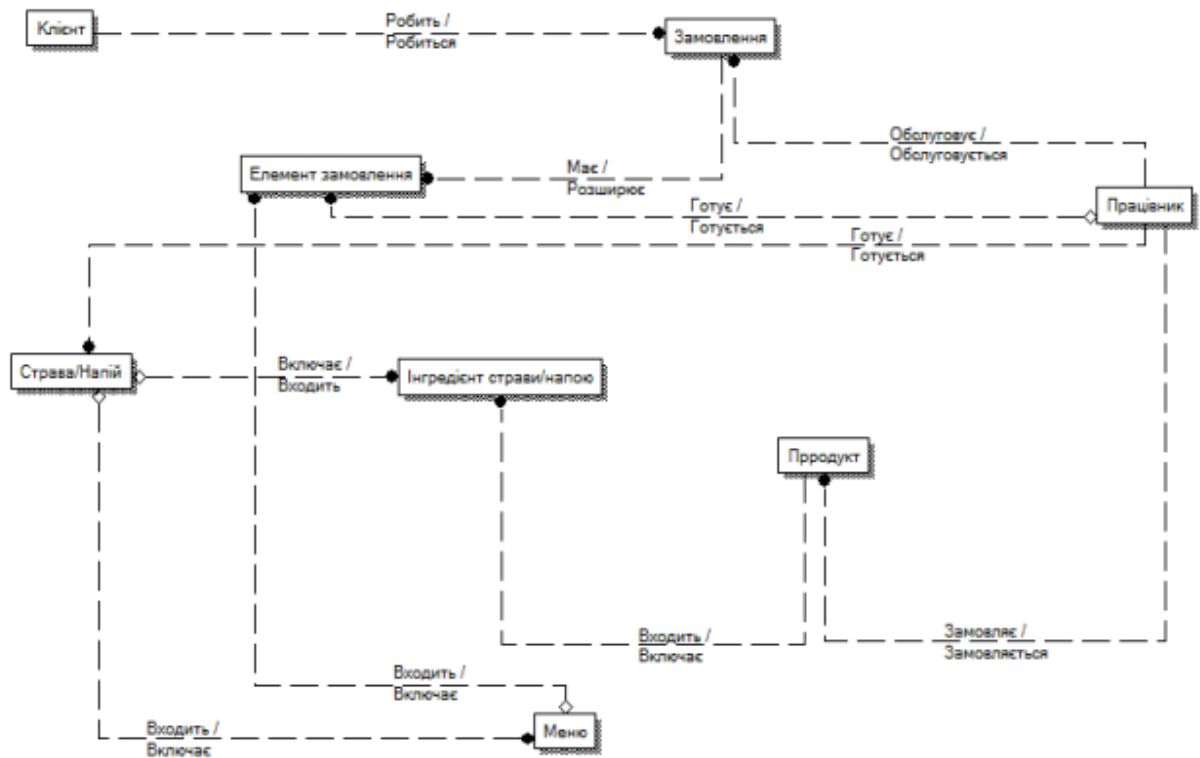 Клієнт
Робить /
Робиться
Замовлення
Обслуговує /
Обслуговується
Елемент замовлення
Має /
Розширює
Готує /
Готується
Працівник
Готує /
Готується
Страва/Напій
Включає /
Входить
Інгредієнт страви/напою
Прродукт
Входить /
Включає
Замовляє /
Замовляється
Входить /
Включає
Входить /
Включає
Меню